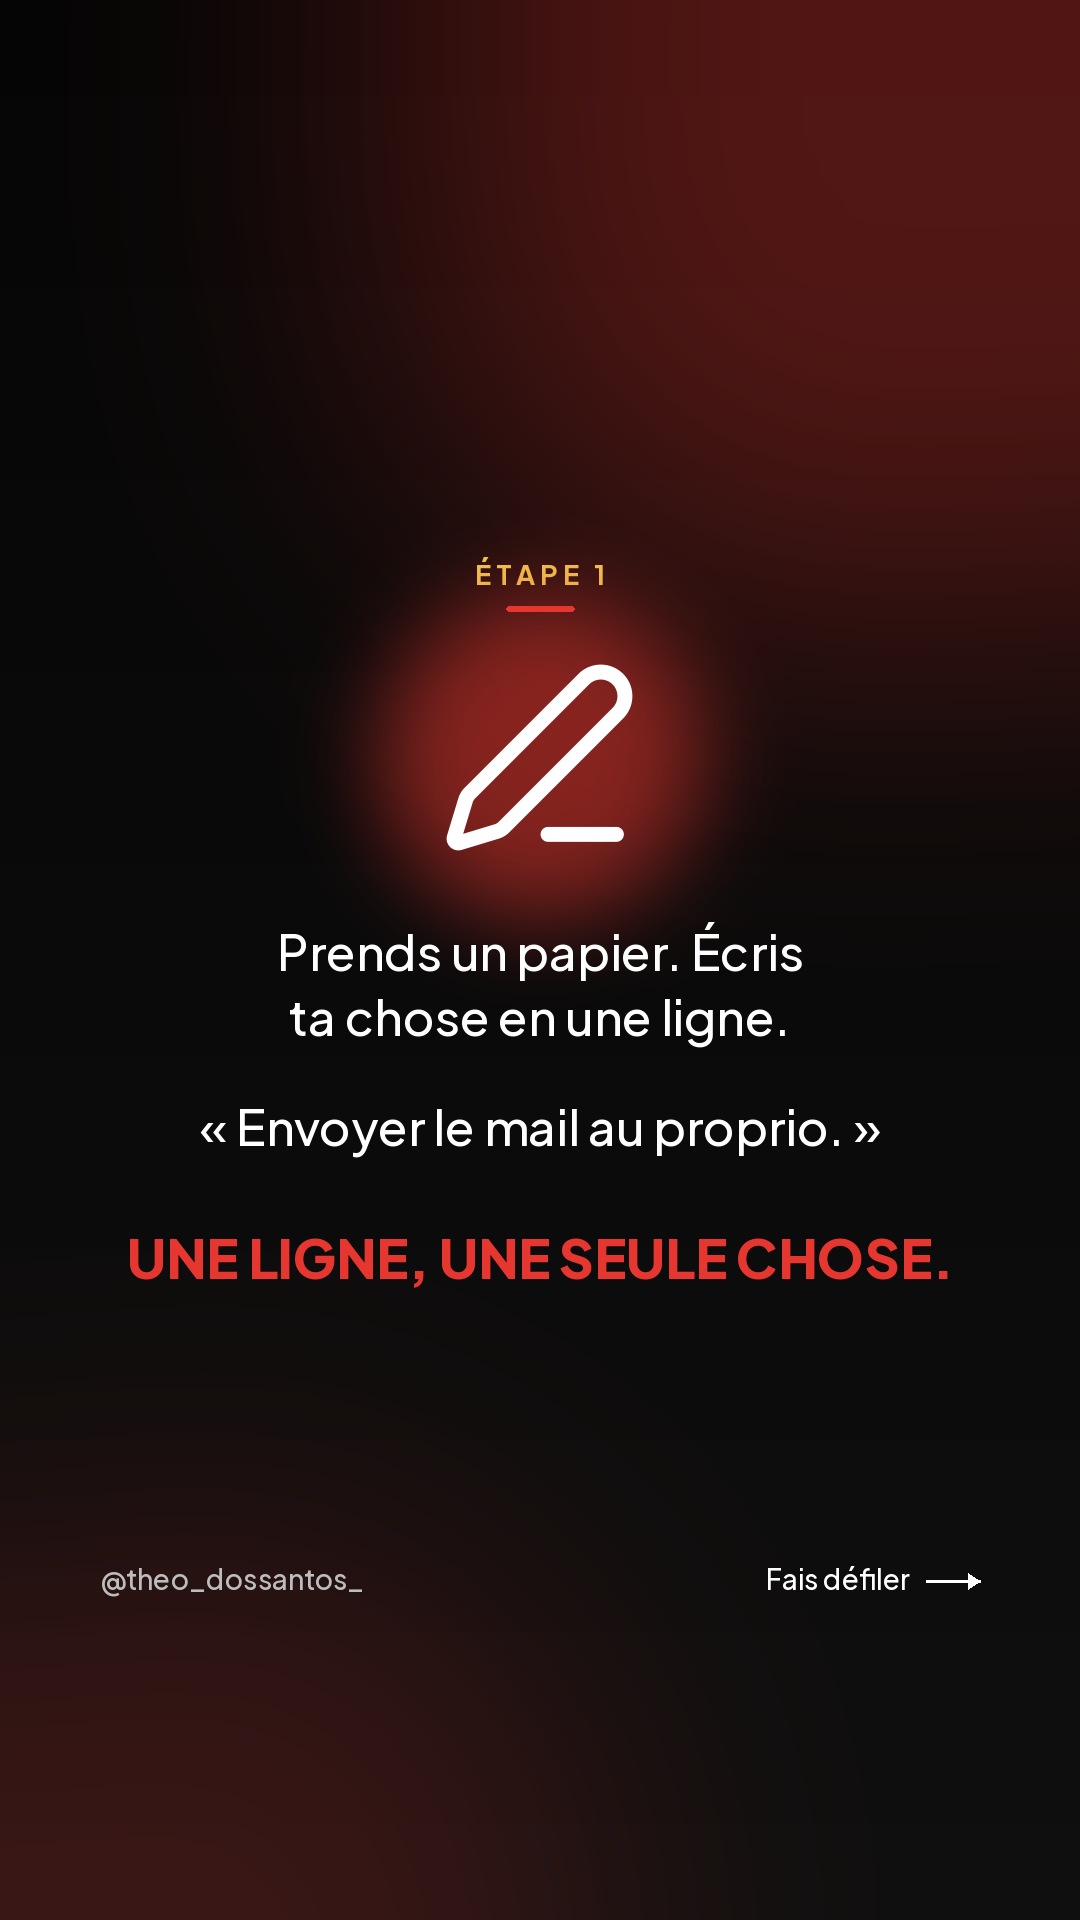 ÉTAPE 1
Prends un papier. Écris
ta chose en une ligne.
« Envoyer le mail au proprio. »
UNE LIGNE, UNE SEULE CHOSE.
@theo_dossantos_
Fais défiler